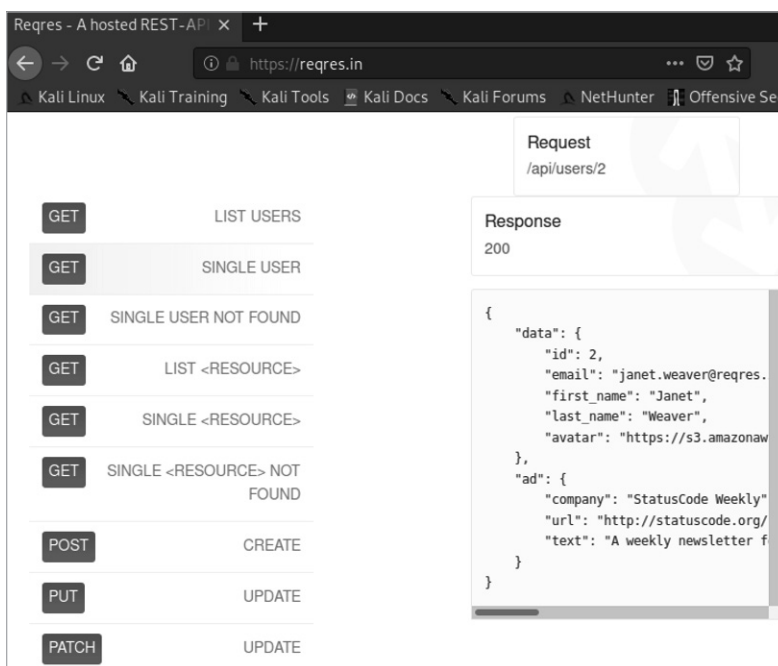 Reqres - A hosted REST-AP
https://reqres.in
Kali Linux Kali Training Kali Tools Kali Docs Kali Forums NetHunter Offensive Se
Request
/api/users/2
GET LIST USERS
GET SINGLE USER
GET SINGLE USER NOT FOUND
GET LIST <RESOURCE>
GET SINGLE <RESOURCE>
GET SINGLE <RESOURCE> NOT
FOUND
POST CREATE
PUT UPDATE
PATCH UPDATE
Response
200
{
"data": {
"id": 2,
"email": "janet.weaver@reqres.
"first_name": "Janet",
"last_name": "Weaver",
"avatar": "https://s3.amazonaw
},
"ad": {
"company": "StatusCode Weekly"
"url": "http://statuscode.org/
"text": "A weekly newsletter f
}
}